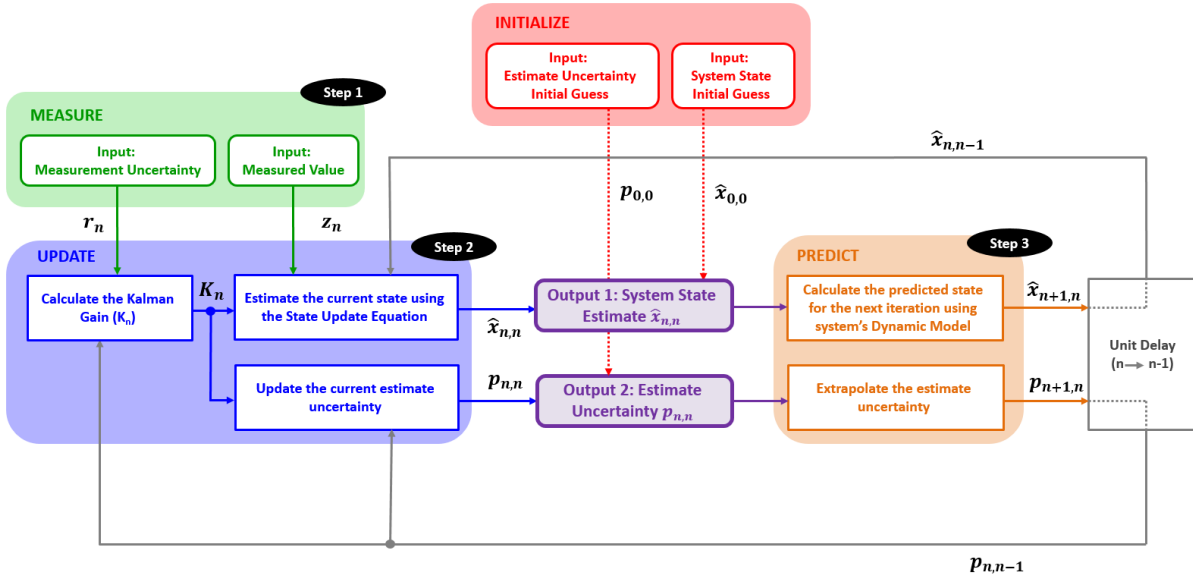 INITIALIZE
Input:
Estimate Uncertainty
Initial Guess
Input:
System State
Initial Guess
Step 1
MEASURE
Input:
Measurement Uncertainty
Input:
Measured Value
x̂n,n−1
p0,0
x̂0,0
rn
zn
Step 2
UPDATE
Step 3
PREDICT
Calculate the Kalman
Gain (Kn)
Kn
Estimate the current state using
the State Update Equation
x̂n,n
Output 1: System State
Estimate x̂n,n
Calculate the predicted state
for the next iteration using
system's Dynamic Model
x̂n+1,n
Unit Delay
(n → n-1)
Update the current estimate
uncertainty
pn,n
Output 2: Estimate
Uncertainty pn,n
Extrapolate the estimate
uncertainty
pn+1,n
pn,n−1